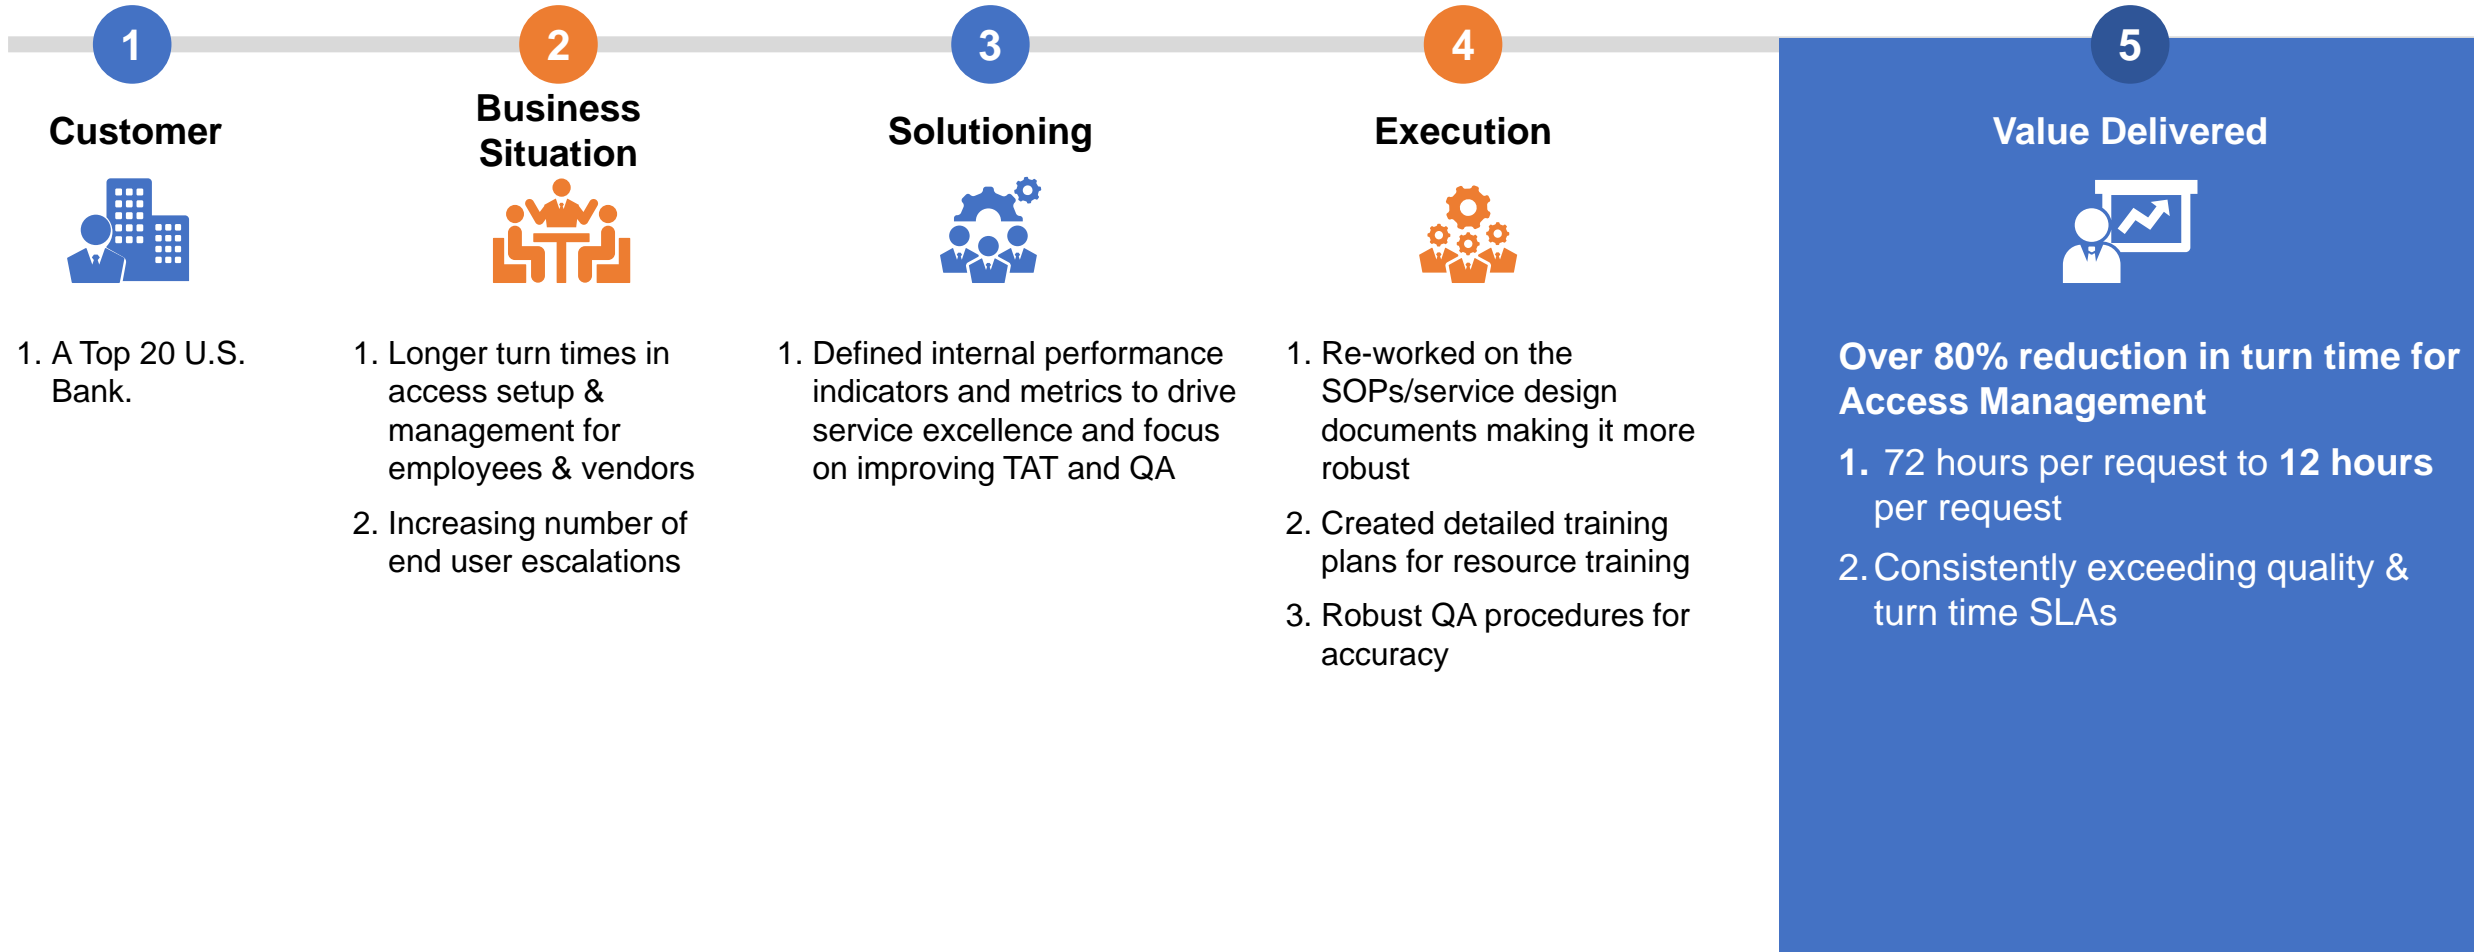 1
Customer
1. A Top 20 U.S.
Bank.
2
Business
Situation
1. Longer turn times in
access setup &
management for
employees & vendors
2. Increasing number of
end user escalations
3
Solutioning
1. Defined internal performance
indicators and metrics to drive
service excellence and focus
on improving TAT and QA
4
Execution
1. Re-worked on the
SOPs/service design
documents making it more
robust
2. Created detailed training
plans for resource training
3. Robust QA procedures for
accuracy
5
Value Delivered
Over 80% reduction in turn time for
Access Management
1. 72 hours per request to 12 hours
per request
2. Consistently exceeding quality &
turn time SLAs